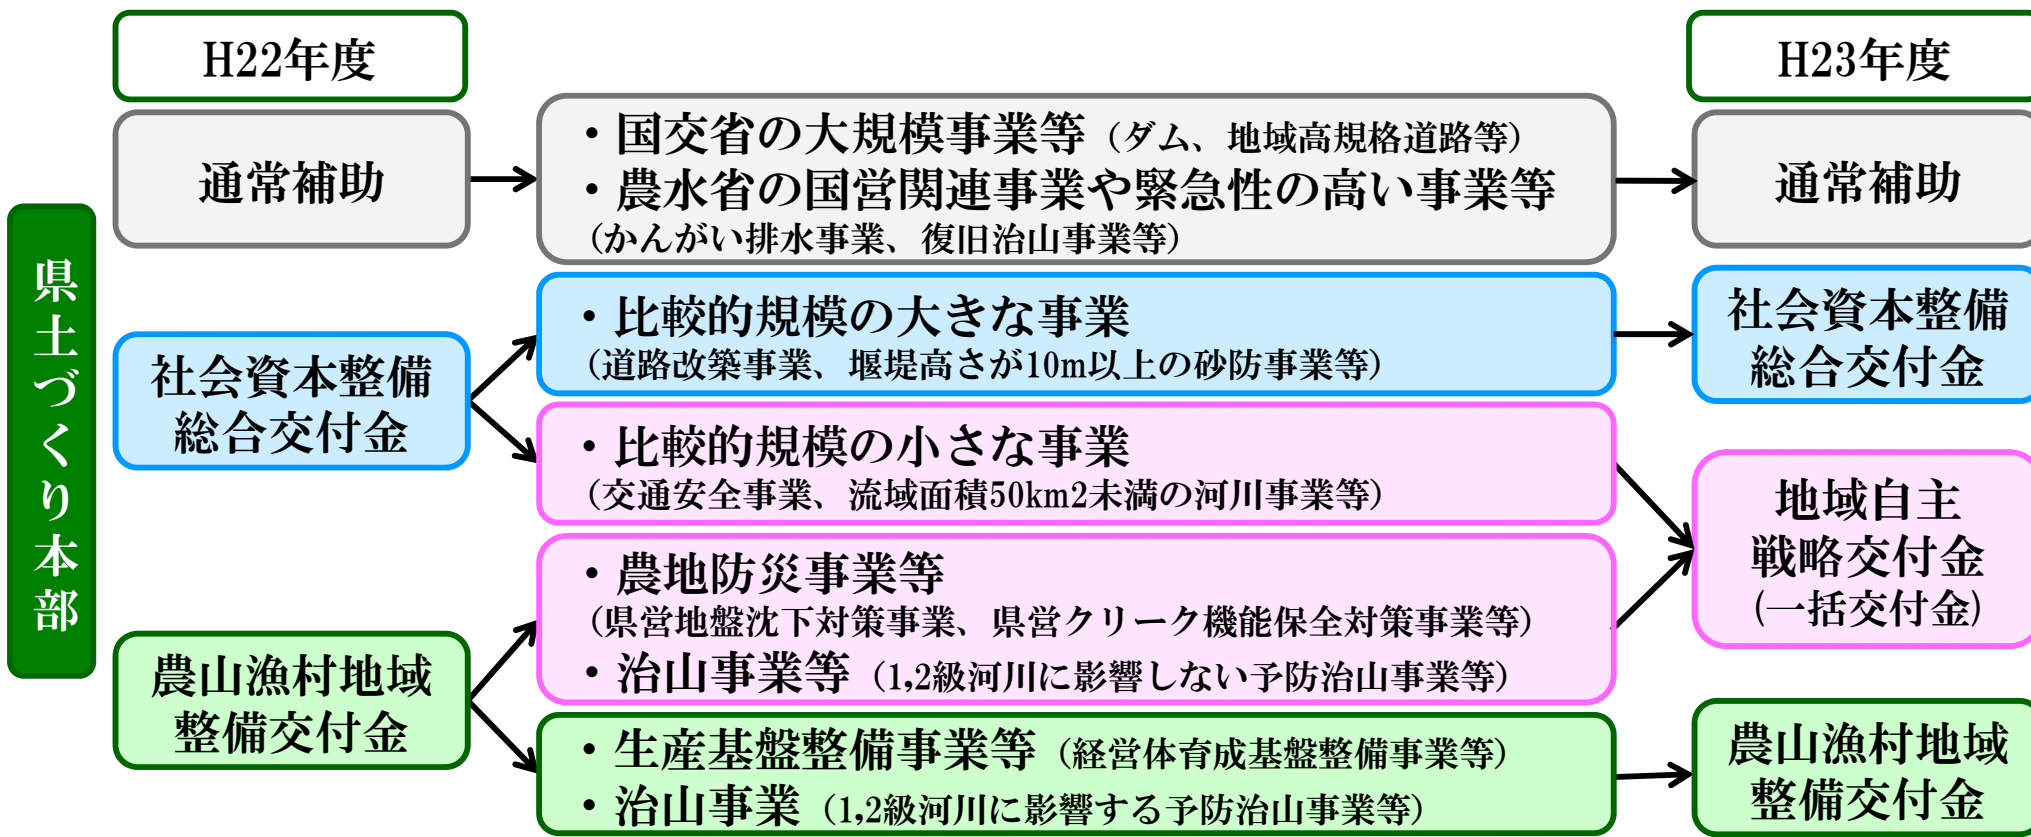 H22年度
H23年度
県土づくり本部
通常補助
・国交省の大規模事業等（ダム、地域高規格道路等）
・農水省の国営関連事業や緊急性の高い事業等
（かんがい排水事業、復旧治山事業等）
通常補助
社会資本整備
総合交付金
・比較的規模の大きな事業
（道路改築事業、堰堤高さが10m以上の砂防事業等）
社会資本整備
総合交付金
・比較的規模の小さな事業
（交通安全事業、流域面積50km2未満の河川事業等）
地域自主
戦略交付金
（一括交付金）
農山漁村地域
整備交付金
・農地防災事業等
（県営地盤沈下対策事業、県営クリーク機能保全対策事業等）
・治山事業等（1,2級河川に影響しない予防治山事業等）
・生産基盤整備事業等（経営体育成基盤整備事業等）
・治山事業（1,2級河川に影響する予防治山事業等）
農山漁村地域
整備交付金